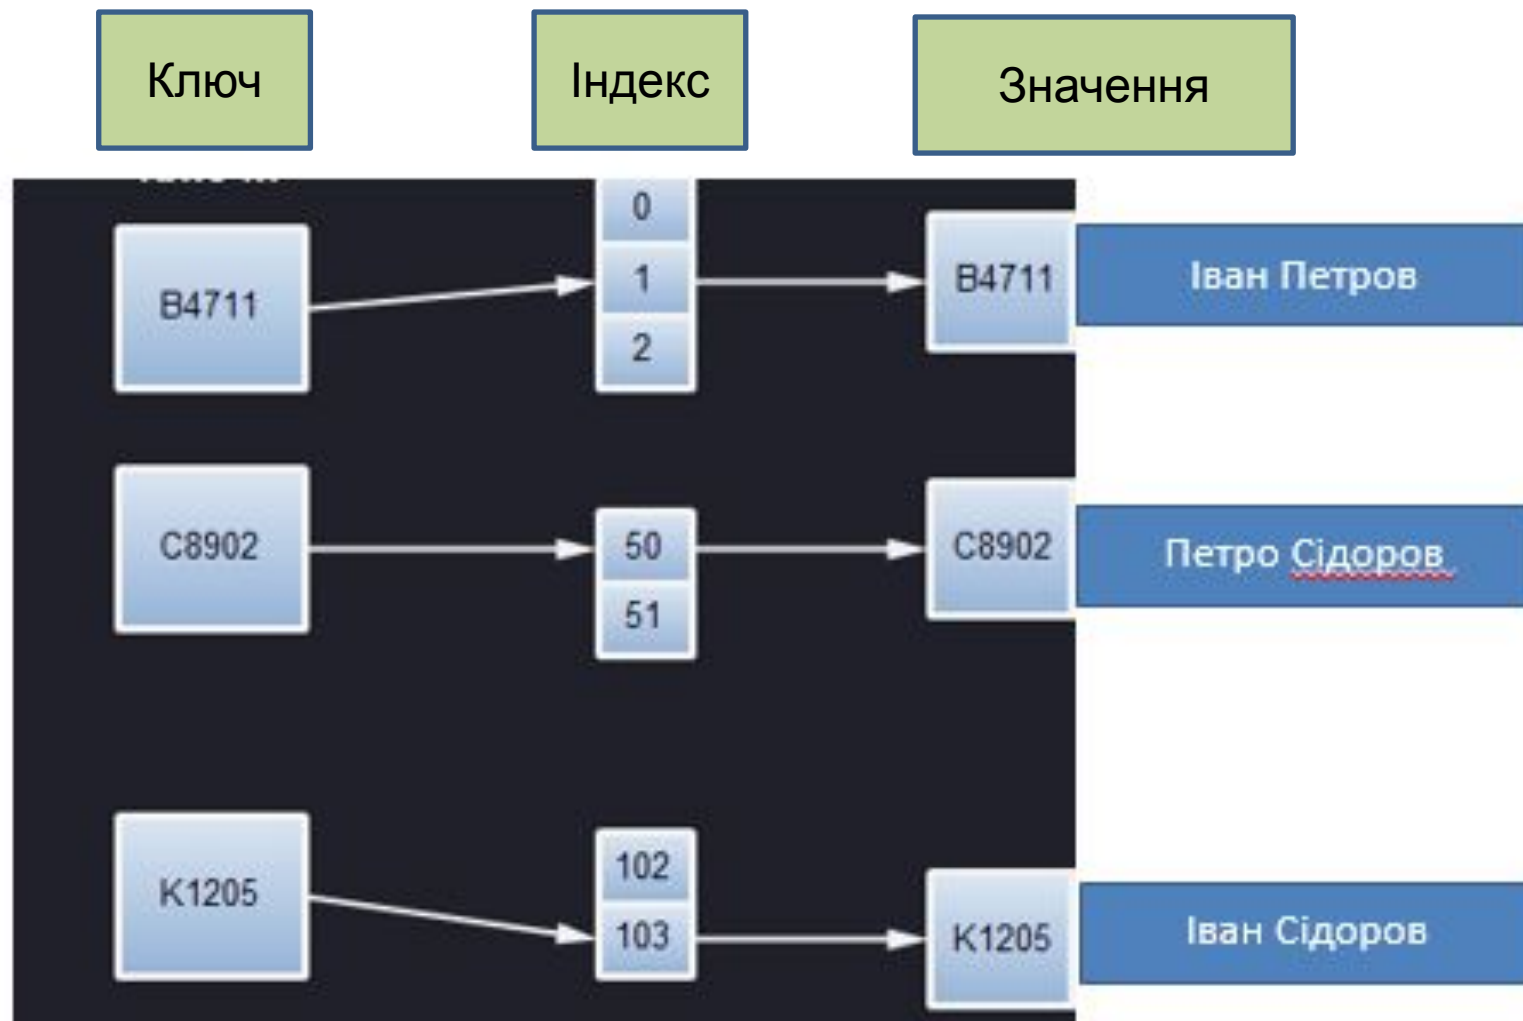 Ключ
Індекс
Значення
0
B4711
1
B4711
Іван Петров
2
C8902
50
C8902
Петро Сідоров
51
102
K1205
103
K1205
Іван Сідоров